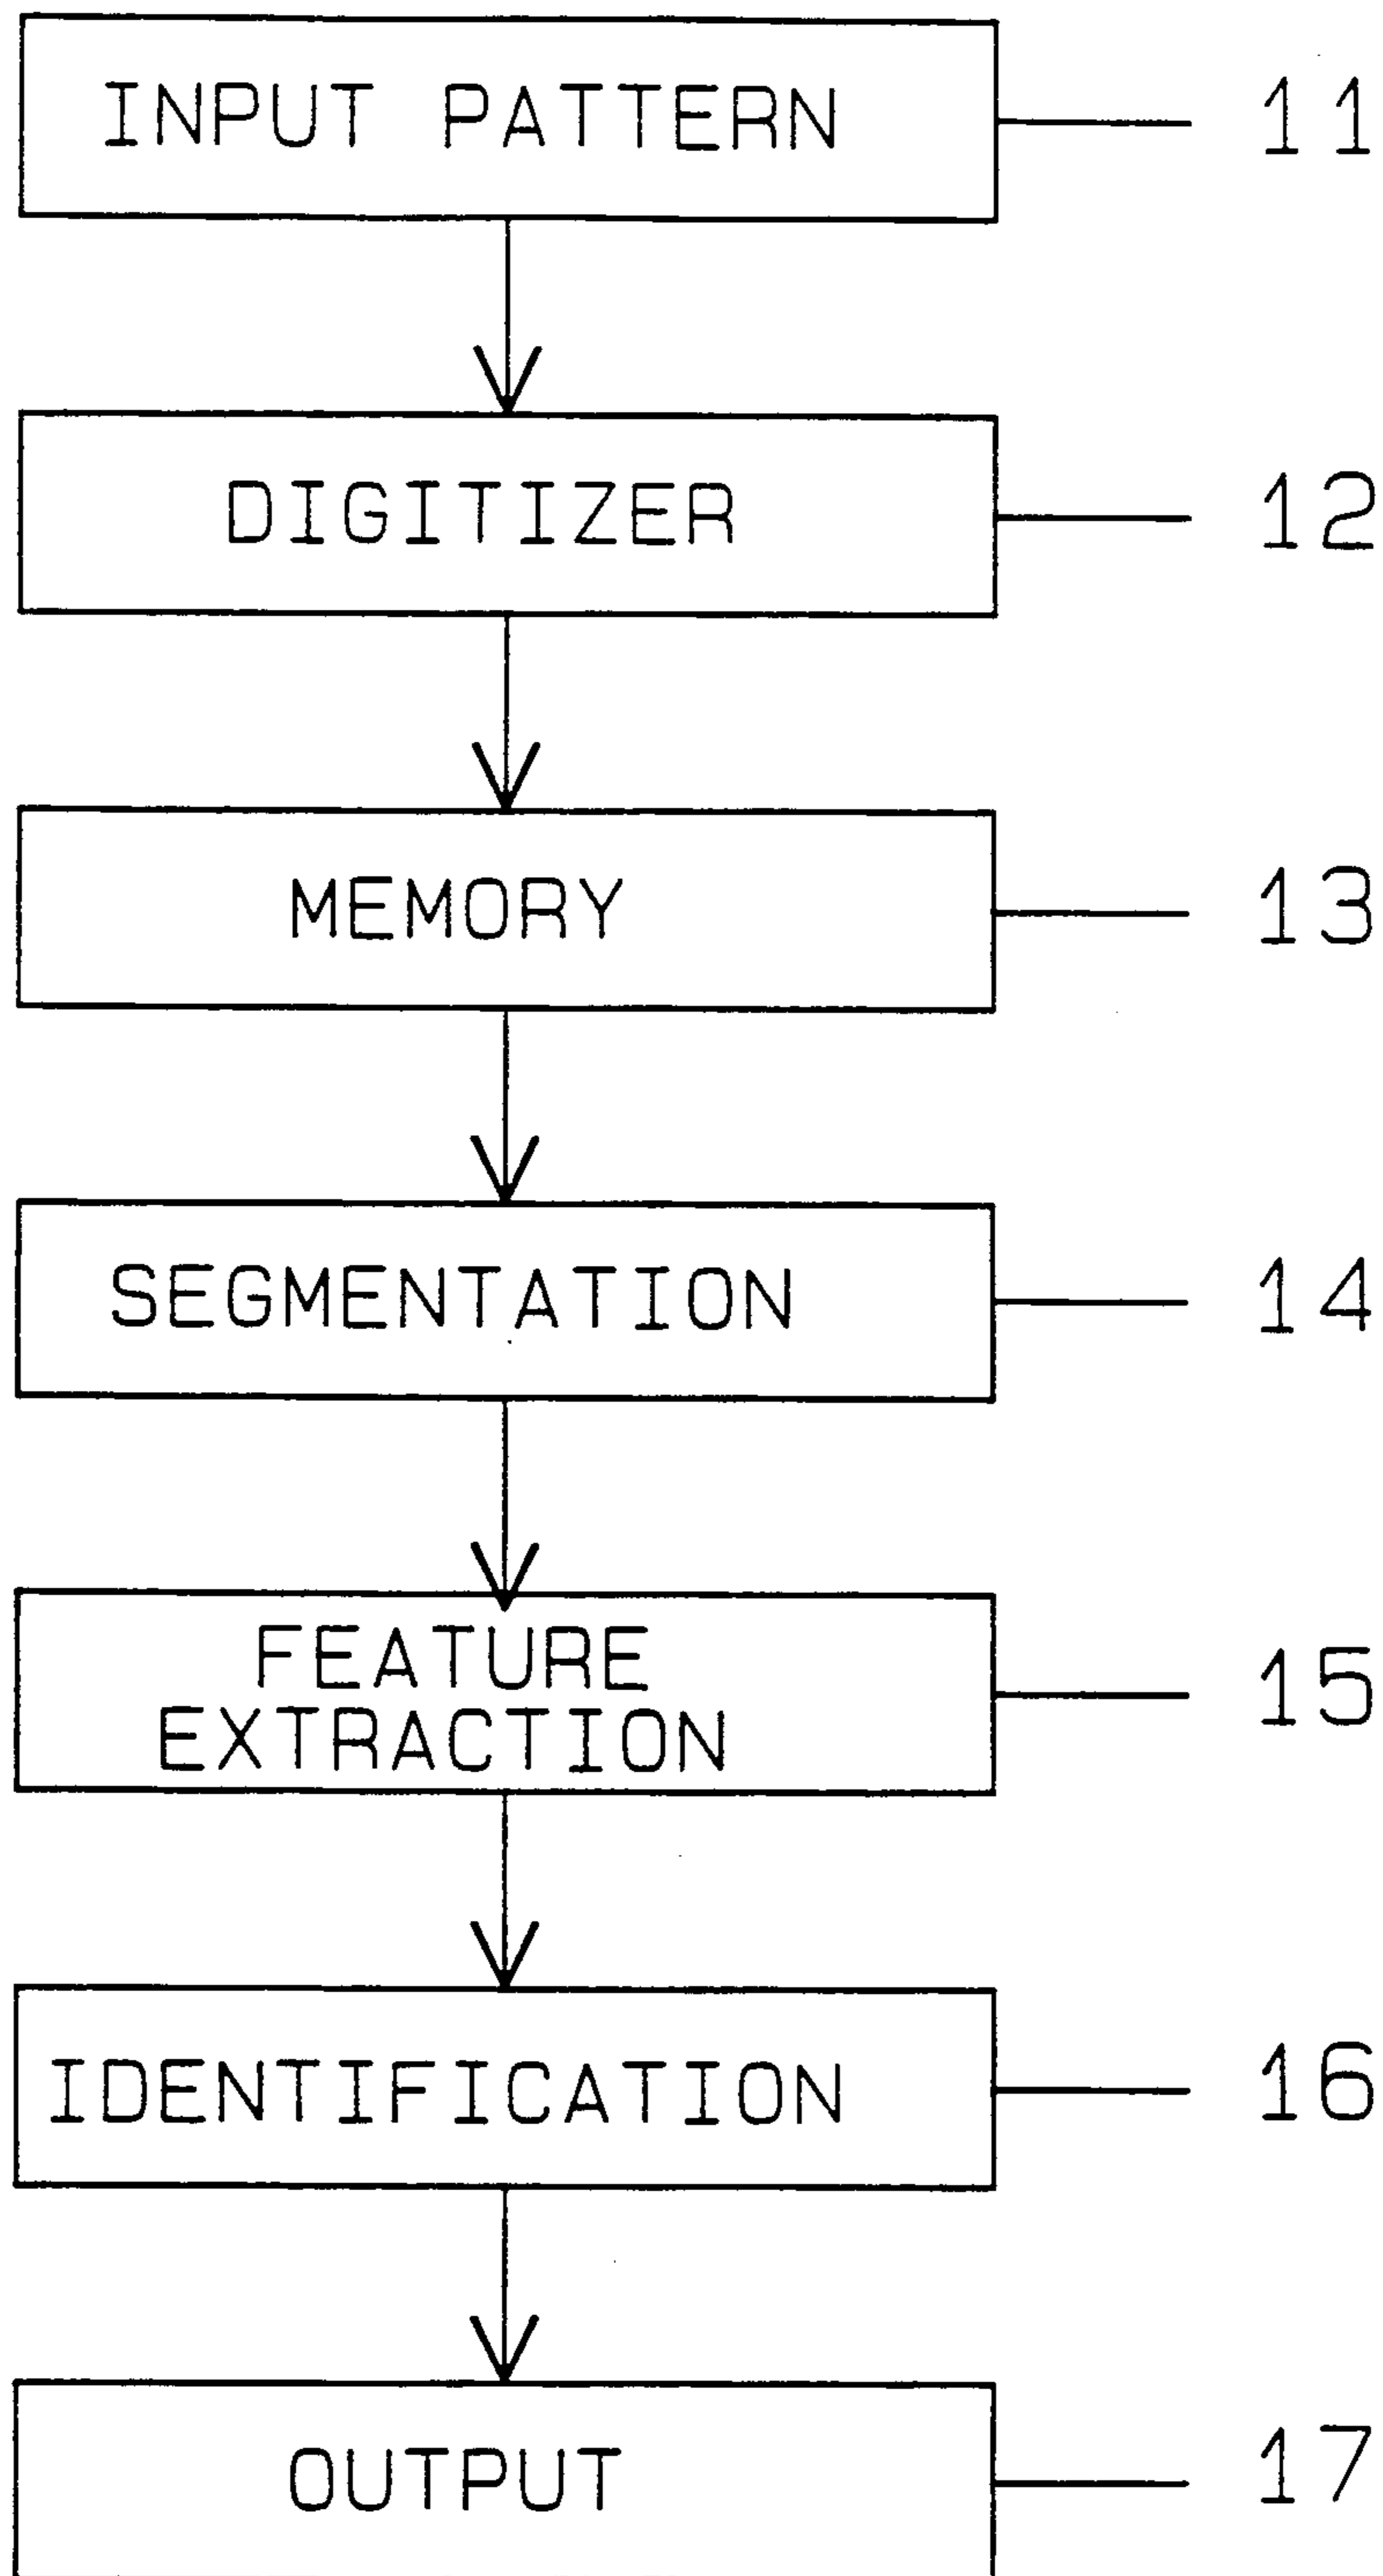 INPUT PATTERN 11
DIGITIZER 12
MEMORY 13
SEGMENTATION 14
FEATURE
EXTRACTION 15
IDENTIFICATION 16
OUTPUT 17